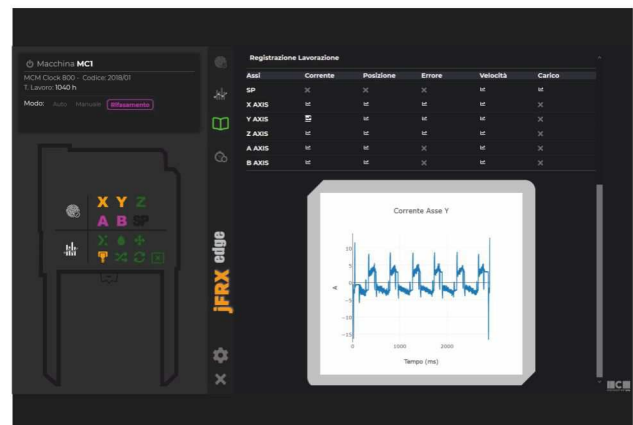 Macchina MC1
MCM Clock 800 - Codice: 2018/01
T. Lavoro: 1040 h
Modo: Auto Manuale Rifasamento
X Y Z
A B SP
jFRX edge
Registrazione Lavorazione
Assi Corrente Posizione Errore Velocità Carico
SP
X AXIS
Y AXIS
Z AXIS
A AXIS
B AXIS
Corrente Asse Y
10
5
0
−5
−10
−15
A
0 1000 2000
Tempo (ms)
MCM